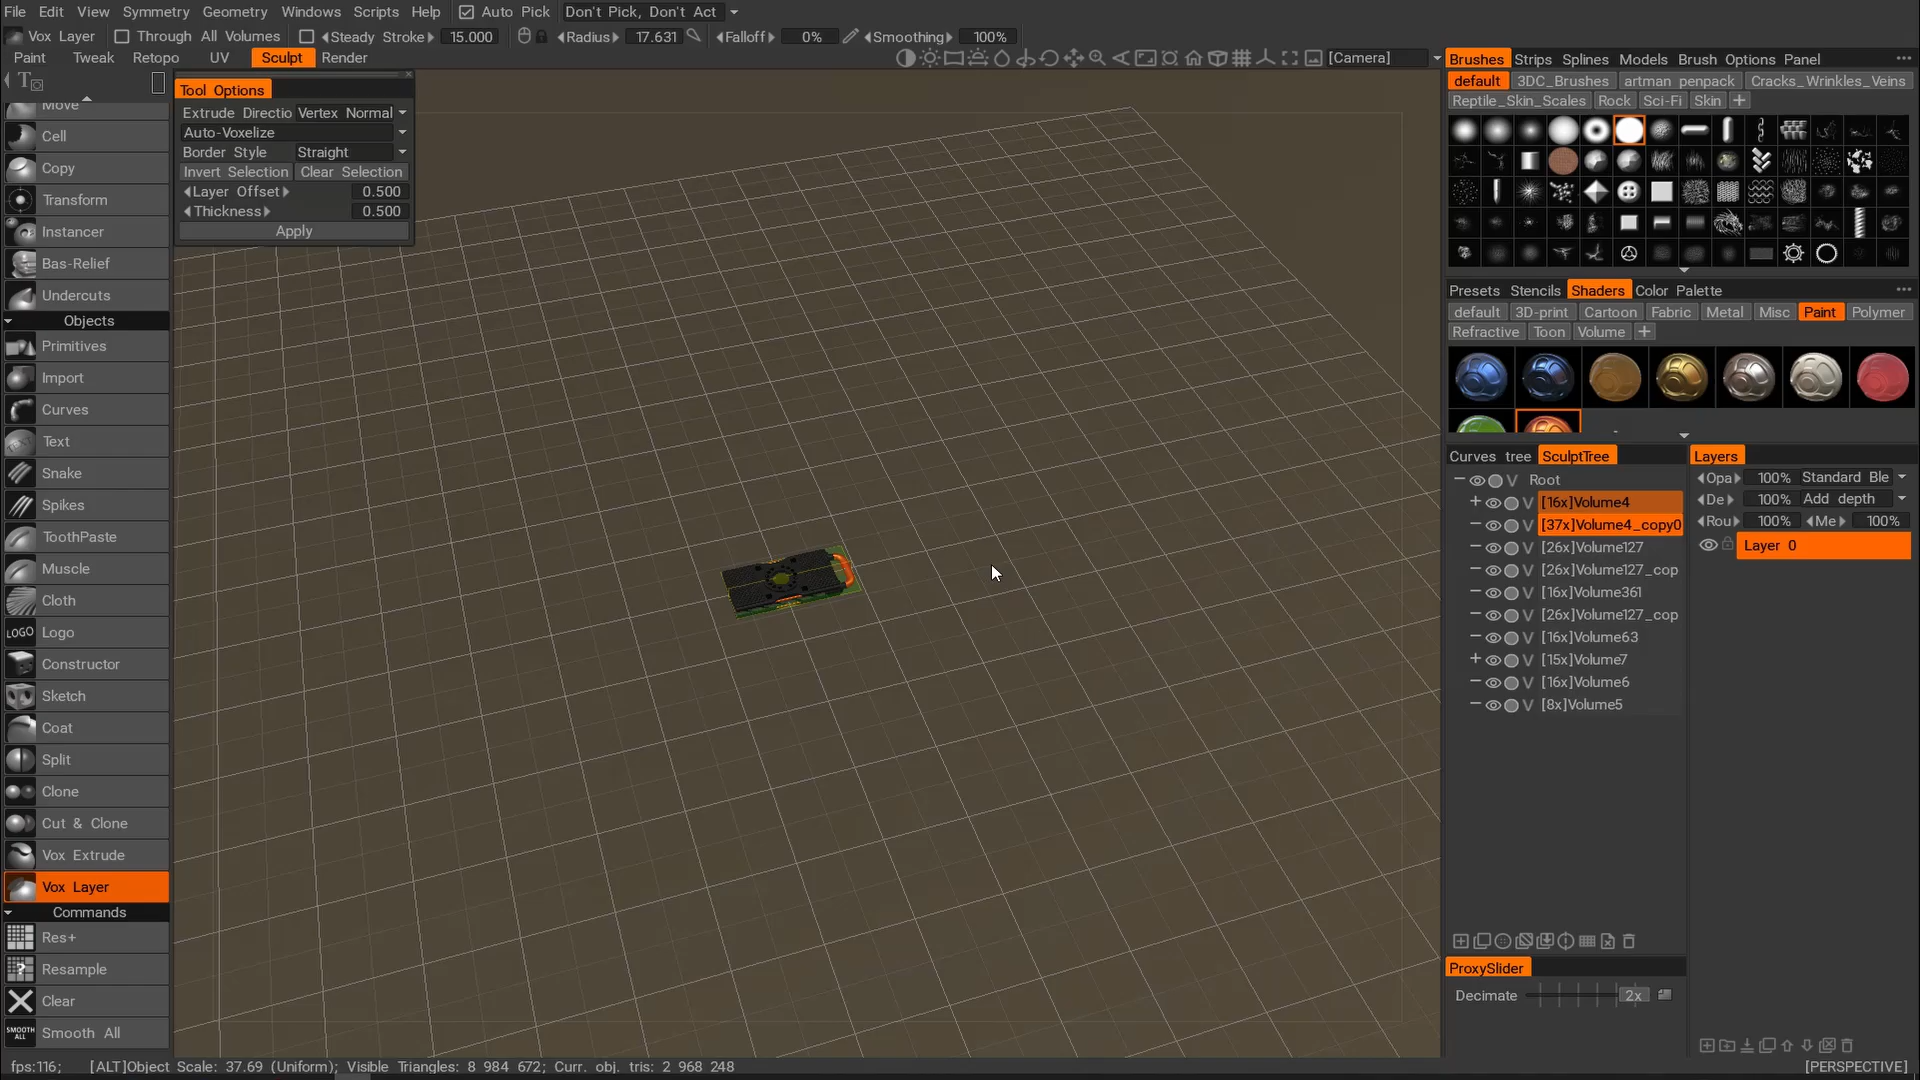 File Edit View Symmetry Geometry Windows Scripts Help Auto Pick Don't Pick, Don't Act
Vox Layer Through All Volumes Steady Stroke 15.000 Radius 17.631 Falloff 0% Smoothing 100%
Paint Tweak Retopo UV Sculpt Render [Camera]
Tool Options
Extrude Directio Vertex Normal
Auto-Voxelize
Border Style Straight
Invert Selection Clear Selection
Layer Offset 0.500
Thickness 0.500
Apply
Move
Cell
Copy
Transform
Instancer
Bas-Relief
Undercuts
Objects
Primitives
Import
Curves
Text
Snake
Spikes
ToothPaste
Muscle
Cloth
LOGO Logo
Constructor
Sketch
Coat
Split
Clone
Cut & Clone
Vox Extrude
Vox Layer
Commands
Res+
Resample
Clear
SMOOTH ALL Smooth All
Brushes Strips Splines Models Brush Options Panel
default 3DC_Brushes artman penpack Cracks_Wrinkles_Veins
Reptile_Skin_Scales Rock Sci-Fi Skin
Presets Stencils Shaders Color Palette
default 3D-print Cartoon Fabric Metal Misc Paint Polymer
Refractive Toon Volume
Curves tree SculptTree
V Root
V [16x]Volume4
V [37x]Volume4_copy0
V [26x]Volume127
V [26x]Volume127_cop
V [16x]Volume361
V [26x]Volume127_cop
V [16x]Volume63
V [15x]Volume7
V [16x]Volume6
V [8x]Volume5
Layers
Opa 100% Standard Ble
De 100% Add depth
Rou 100% Me 100%
Layer 0
ProxySlider
Decimate 2x
fps:116; [ALT]Object Scale: 37.69 (Uniform); Visible Triangles: 8 984 672; Curr. obj. tris: 2 968 248 [PERSPECTIVE]